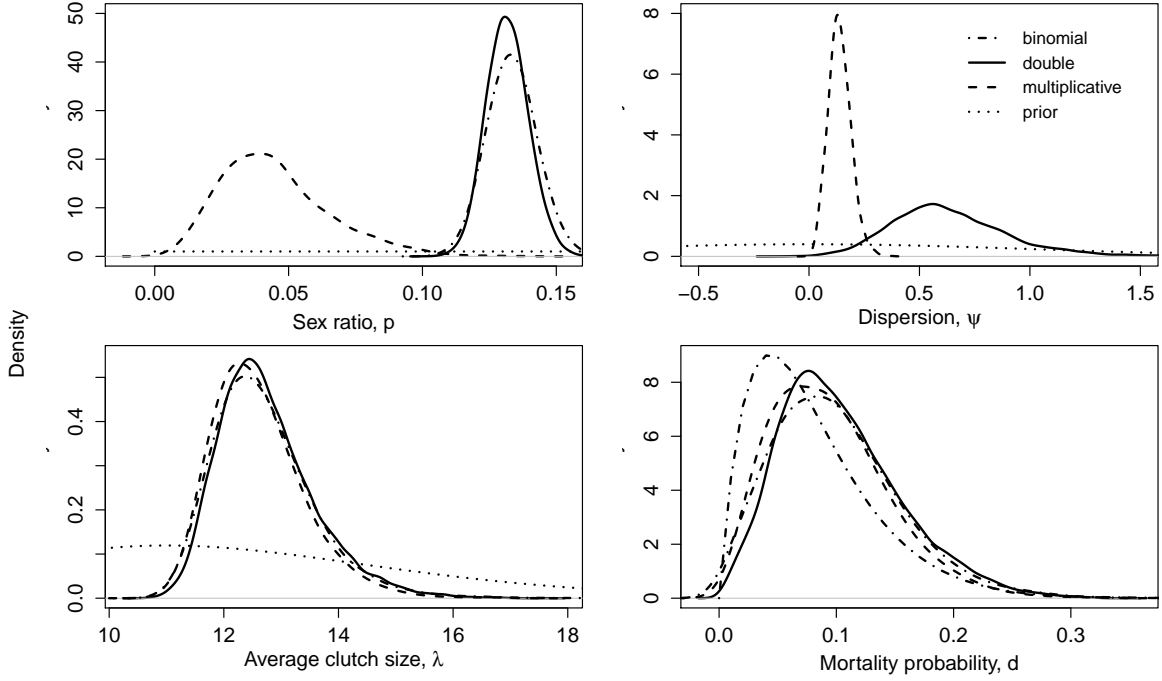 50
40
30
20
10
0
0.00 0.05 0.10 0.15
Sex ratio, p
8
6
4
2
0
−0.5 0.0 0.5 1.0 1.5
Dispersion, ψ
binomial
double
multiplicative
prior
Density
0.4
0.2
0.0
10 12 14 16 18
Average clutch size, λ
8
6
4
2
0
0.0 0.1 0.2 0.3
Mortality probability, d